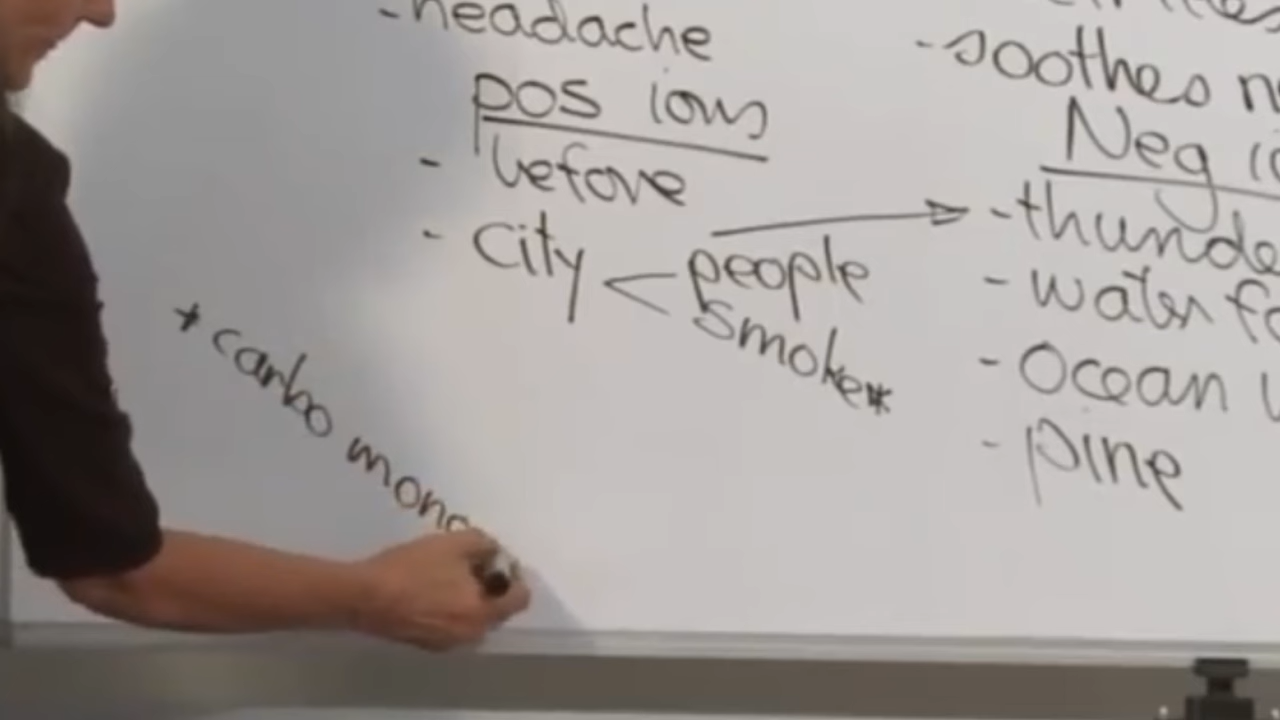 -headache
pos ions
- before
- City < people
smoke*
* carbo mono
-soothes
Neg
-thunde
- water
- Ocean
- pine